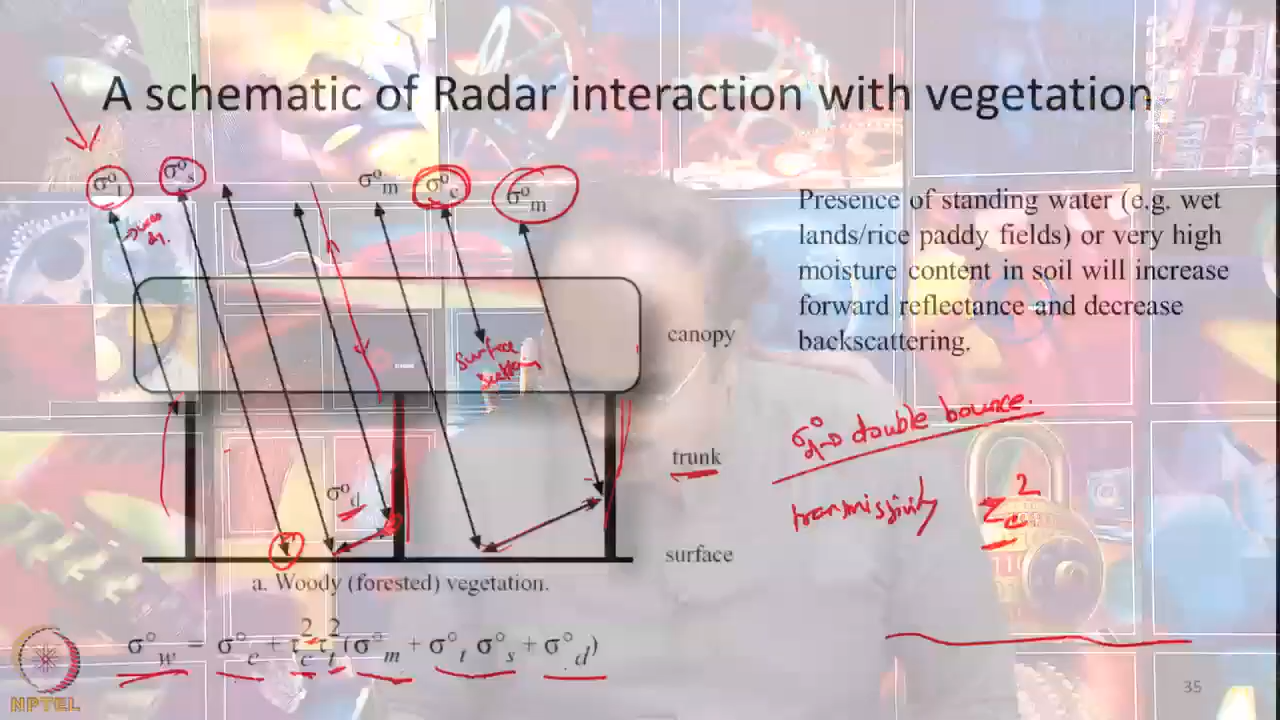 A schematic of Radar interaction with vegetation
σ°t σ°s σ°m σ°c σ°m
Presence of standing water (e.g. wet
lands/rice paddy fields) or very high
moisture content in soil will increase
forward reflectance and decrease
backscattering.
canopy
surface
σ°d → double bounce.
trunk
σ°d
transmissivity τc²
surface
a. Woody (forested) vegetation.
σ°w = σ°c + τ²c τ²t (σ°m + σ°t σ°s + σ°d)
NPTEL
35